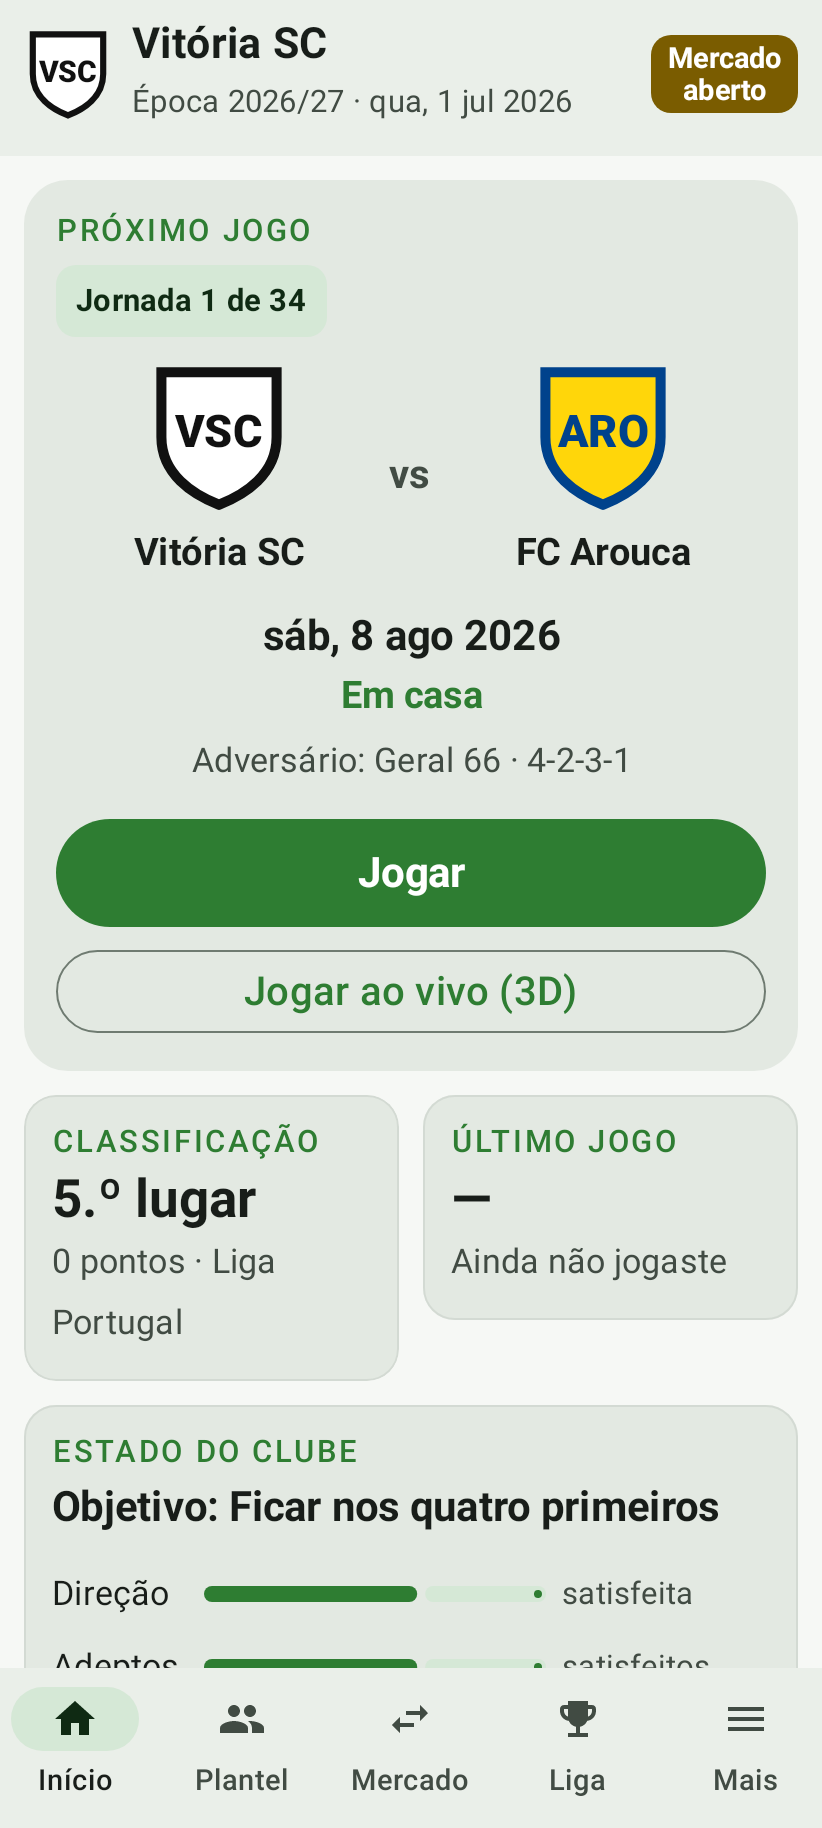 VSC
Vitória SC
Época 2026/27 · qua, 1 jul 2026
Mercado
aberto
PRÓXIMO JOGO
Jornada 1 de 34
VSC
vs
ARO
Vitória SC
FC Arouca
sáb, 8 ago 2026
Em casa
Adversário: Geral 66 · 4-2-3-1
Jogar
Jogar ao vivo (3D)
CLASSIFICAÇÃO
5.º lugar
0 pontos · Liga
Portugal
ÚLTIMO JOGO
—
Ainda não jogaste
ESTADO DO CLUBE
Objetivo: Ficar nos quatro primeiros
Direção
satisfeita
Adeptos
satisfeitos
Início
Plantel
Mercado
Liga
Mais